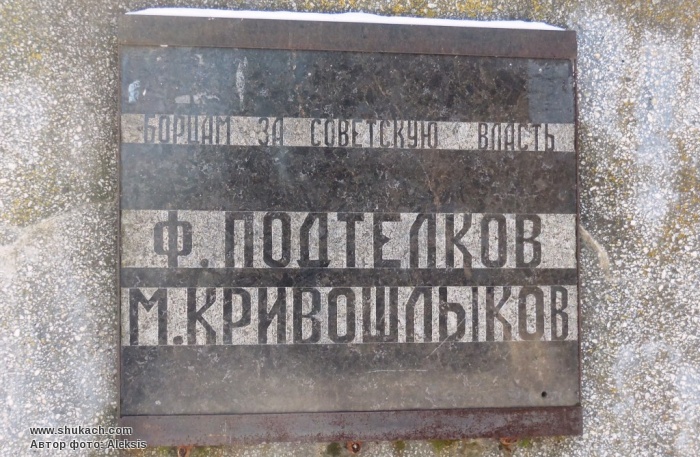 БОРЦАМ ЗА СОВЕТСКУЮ ВЛАСТЬ
Ф. ПОДТЕЛКОВ
М. КРИВОШЛЫКОВ
www.shukach.com
Автор фото: Aleksis